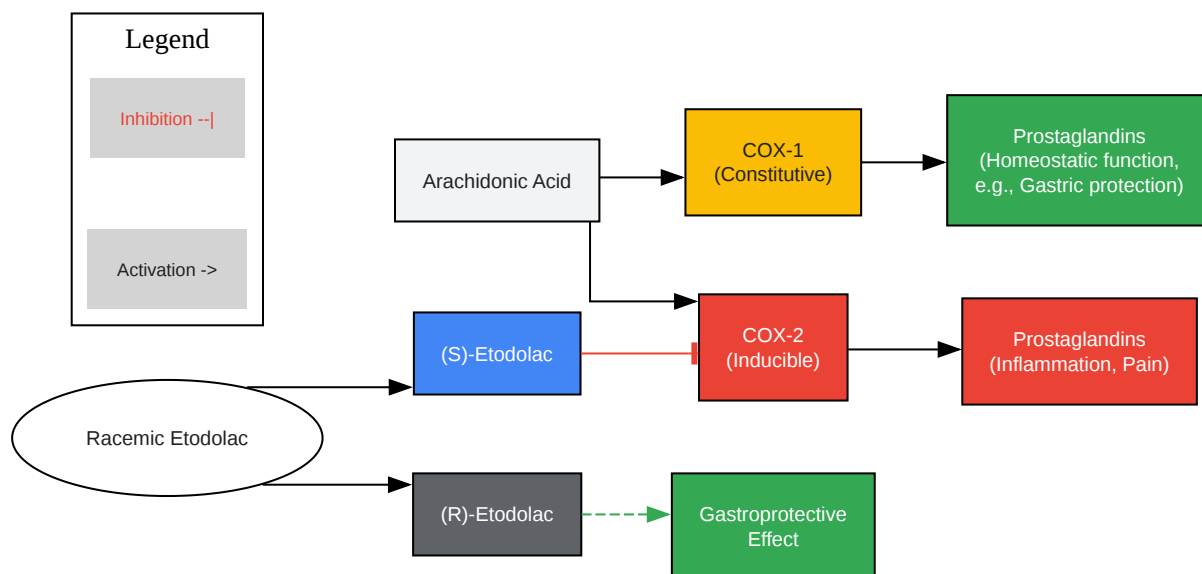 Legend
Inhibition --|
Activation ->
Arachidonic Acid
COX-1
(Constitutive)
Prostaglandins
(Homeostatic function,
e.g., Gastric protection)
(S)-Etodolac
COX-2
(Inducible)
Prostaglandins
(Inflammation, Pain)
Racemic Etodolac
(R)-Etodolac
Gastroprotective
Effect